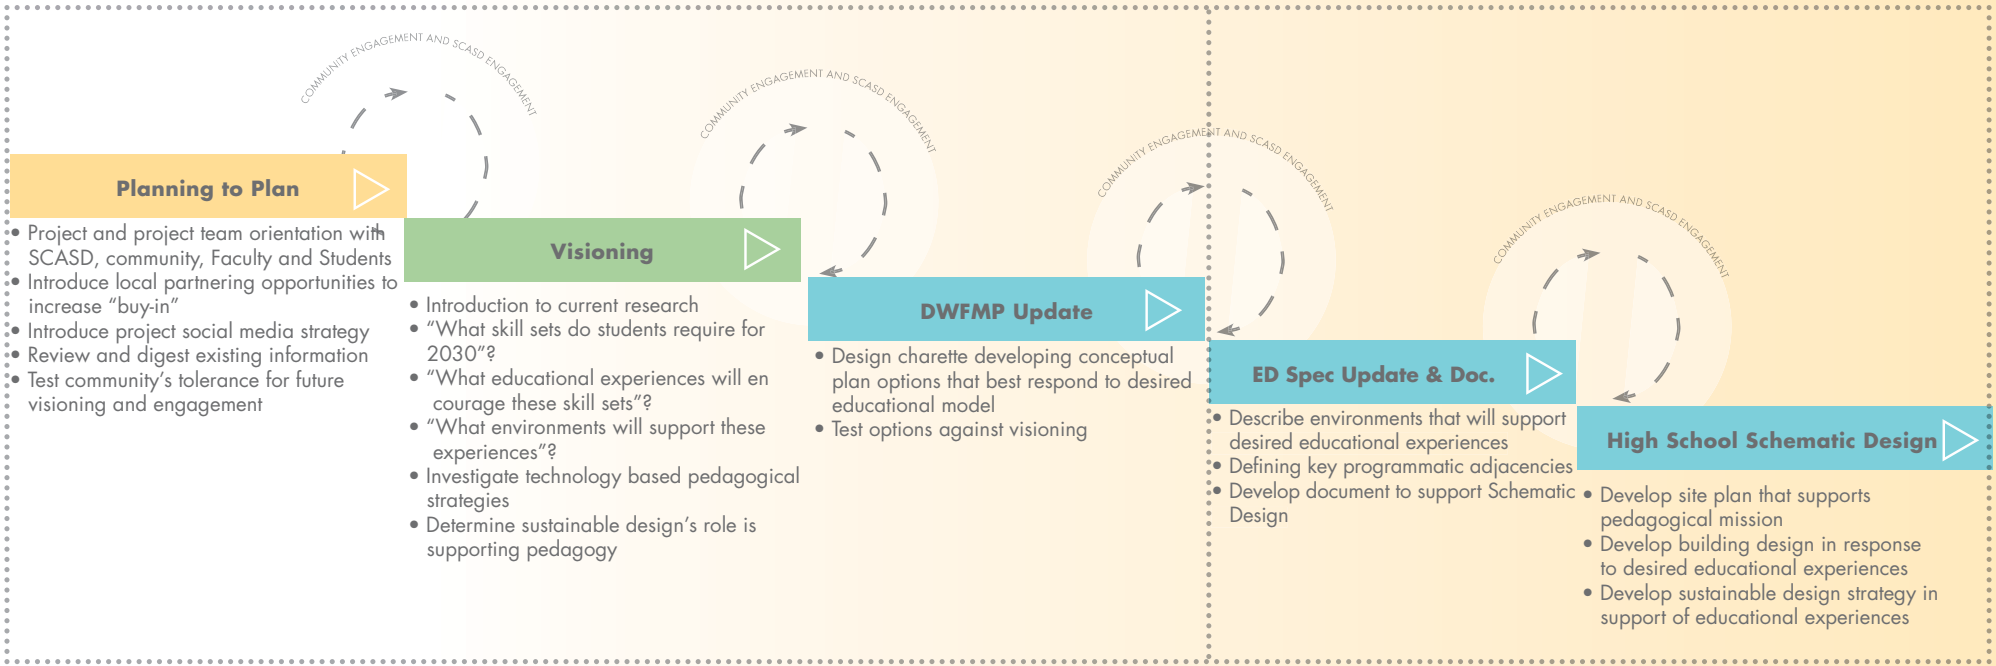 COMMUNITY ENGAGEMENT AND SCASD ENGAGEMENT
Planning to Plan
• Project and project team orientation with
SCASD, community, Faculty and Students
• Introduce local partnering opportunities to
increase “buy-in”
• Introduce project social media strategy
• Review and digest existing information
• Test community’s tolerance for future
visioning and engagement
COMMUNITY ENGAGEMENT AND SCASD ENGAGEMENT
Visioning
• Introduction to current research
• “What skill sets do students require for
2030”?
• “What educational experiences will en
courage these skill sets”?
• “What environments will support these
experiences”?
• Investigate technology based pedagogical
strategies
• Determine sustainable design’s role is
supporting pedagogy
COMMUNITY ENGAGEMENT AND SCASD ENGAGEMENT
DWFMP Update
• Design charette developing conceptual
plan options that best respond to desired
educational model
• Test options against visioning
COMMUNITY ENGAGEMENT AND SCASD ENGAGEMENT
ED Spec Update & Doc.
• Describe environments that will support
desired educational experiences
• Defining key programmatic adjacencies
• Develop document to support Schematic
Design
High School Schematic Design
• Develop site plan that supports
pedagogical mission
• Develop building design in response
to desired educational experiences
• Develop sustainable design strategy in
support of educational experiences